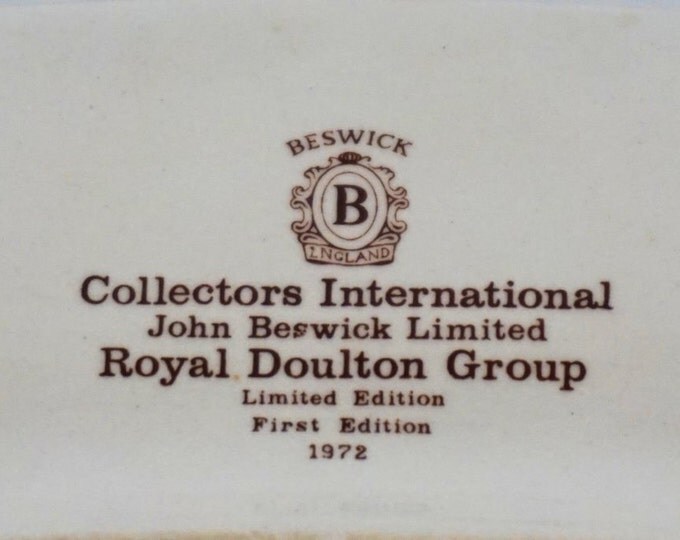 BESWICK
B
ENGLAND
Collectors International
John Beswick Limited
Royal Doulton Group
Limited Edition
First Edition
1972